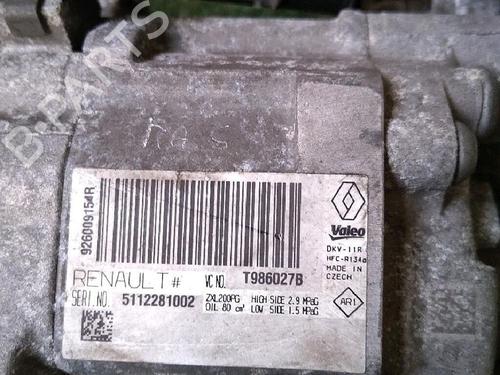 B-PARTS
RAS
926009154R
RENAULT #
VC NO. T986027B
SERI.NO. 5112281002
ZXL200PG HIGH SIDE 2.9 MPaG
OIL 80 cm³ LOW SIDE 1.5 MPaG
Valeo
DKV-11R
HFC-R134a
MADE IN
CZECH
AR1